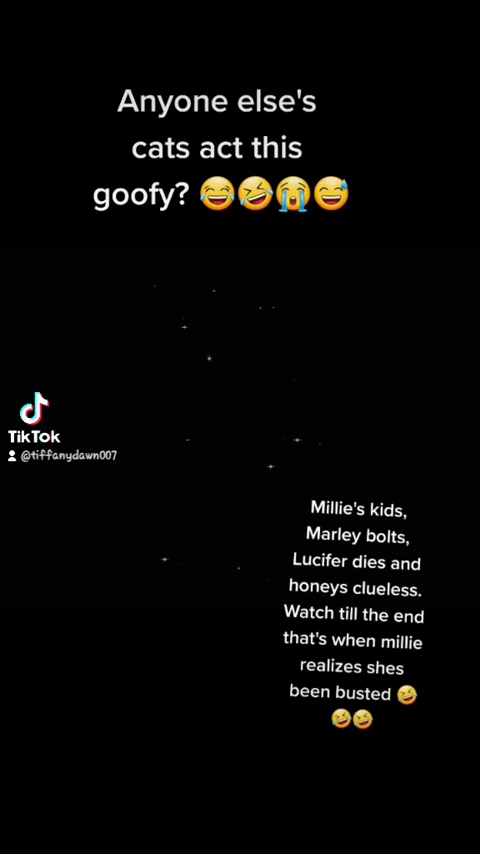 Anyone else's
cats act this
goofy? 😂🤣😭😅
TikTok
@tiffanydawn007
Millie's kids,
Marley bolts,
Lucifer dies and
honeys clueless.
Watch till the end
that's when millie
realizes shes
been busted 🤣
🤣🤣